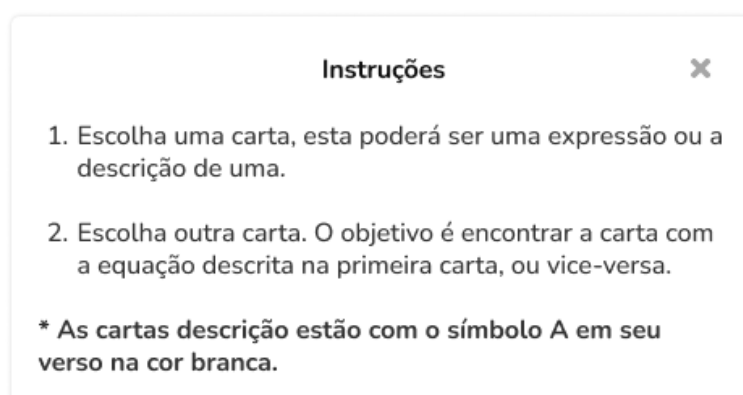 Instruções
1. Escolha uma carta, esta poderá ser uma expressão ou a
descrição de uma.
2. Escolha outra carta. O objetivo é encontrar a carta com
a equação descrita na primeira carta, ou vice-versa.
* As cartas descrição estão com o símbolo A em seu
verso na cor branca.